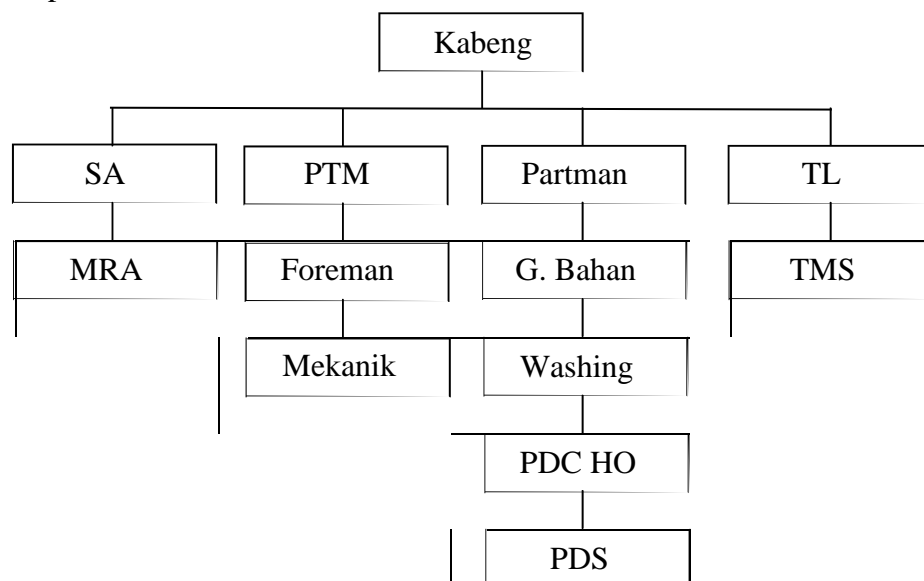 Kabeng
SA PTM Partman TL
MRA Foreman G. Bahan TMS
Mekanik Washing
PDC HO
PDS